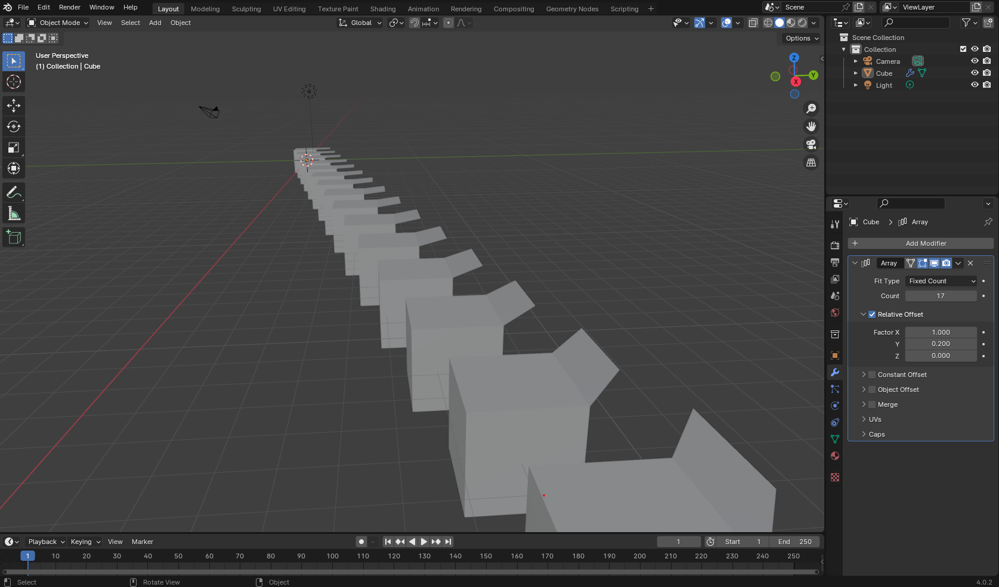 File Edit Render Window Help Layout Modeling Sculpting UV Editing Texture Paint Shading Animation Rendering Compositing Geometry Nodes Scripting + Scene ViewLayer
Object Mode View Select Add Object Global
Options
User Perspective
(1) Collection | Cube
Z
Y
X
Scene Collection
Collection
Camera
Cube
Light
Cube > Array
+ Add Modifier
Array
Fit Type Fixed Count
Count 17
Relative Offset
Factor X 1.000
Y 0.200
Z 0.000
Constant Offset
Object Offset
Merge
UVs
Caps
Playback Keying View Marker 1 Start 1 End 250
1 10 20 30 40 50 60 70 80 90 100 110 120 130 140 150 160 170 180 190 200 210 220 230 240 250
Select Rotate View Object 4.0.2